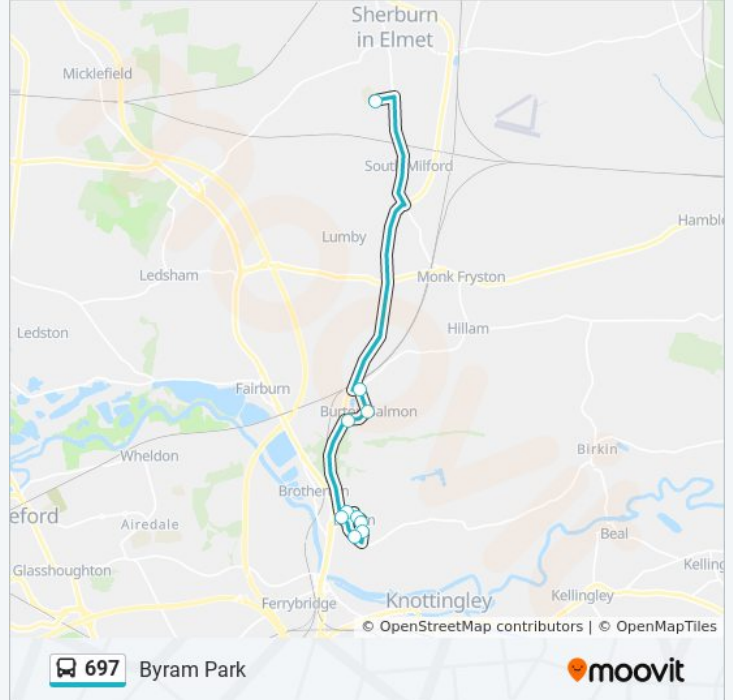 Sherburn
in Elmet
Micklefield
South Milford
Hamble
Lumby
Ledsham
Monk Fryston
Ledston
Hillam
Fairburn
Burton Salmon
Wheldon
Birkin
Brotherton
eford
Airedale
Beal
Glasshoughton
Kelling
Kellingley
Ferrybridge
Knottingley
© OpenStreetMap contributors | © OpenMapTiles
697 Byram Park
moovit